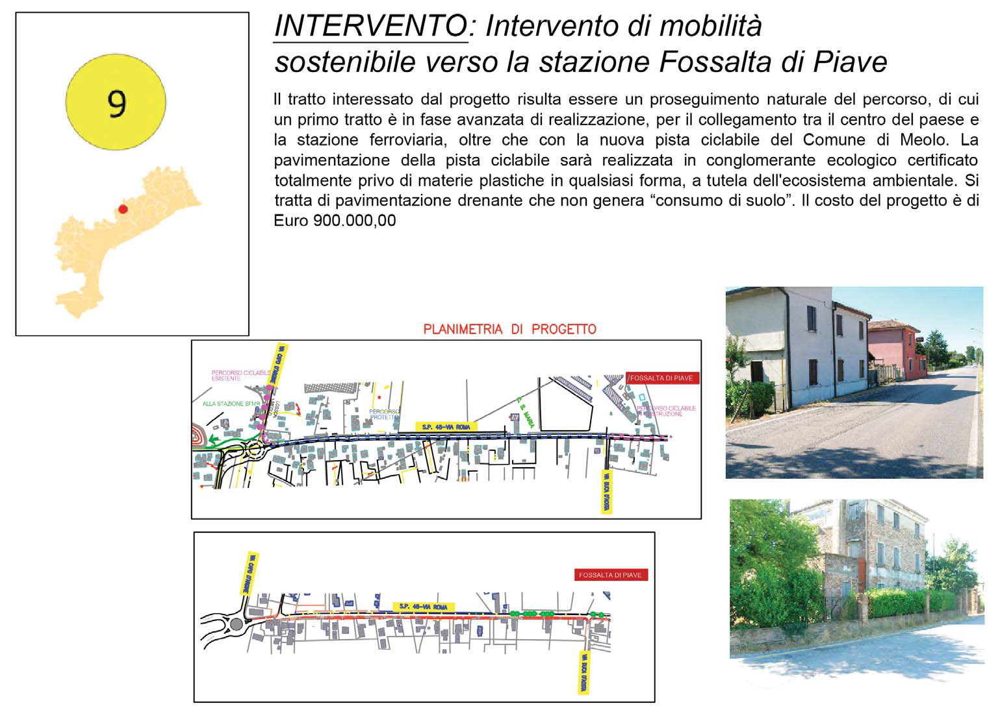 9
INTERVENTO: Intervento di mobilità
sostenibile verso la stazione Fossalta di Piave
Il tratto interessato dal progetto risulta essere un proseguimento naturale del percorso, di cui
un primo tratto è in fase avanzata di realizzazione, per il collegamento tra il centro del paese e
la stazione ferroviaria, oltre che con la nuova pista ciclabile del Comune di Meolo. La
pavimentazione della pista ciclabile sarà realizzata in conglomerante ecologico certificato
totalmente privo di materie plastiche in qualsiasi forma, a tutela dell'ecosistema ambientale. Si
tratta di pavimentazione drenante che non genera “consumo di suolo”. Il costo del progetto è di
Euro 900.000,00
PLANIMETRIA DI PROGETTO
VIA CAPO D'ARGINE
PERCORSO CICLABILE
ESISTENTE
FOSSALTA DI PIAVE
ALLA STAZIONE SFMR
PERCORSO
PROTETTO
C. S. MARIA
PERCORSO CICLABILE
S.P. 48-VIA ROMA
VIA DUCA D'AOSTA
VIA CAPO D'ARGINE
FOSSALTA DI PIAVE
S.P. 48-VIA ROMA
VIA DUCA D'AOSTA